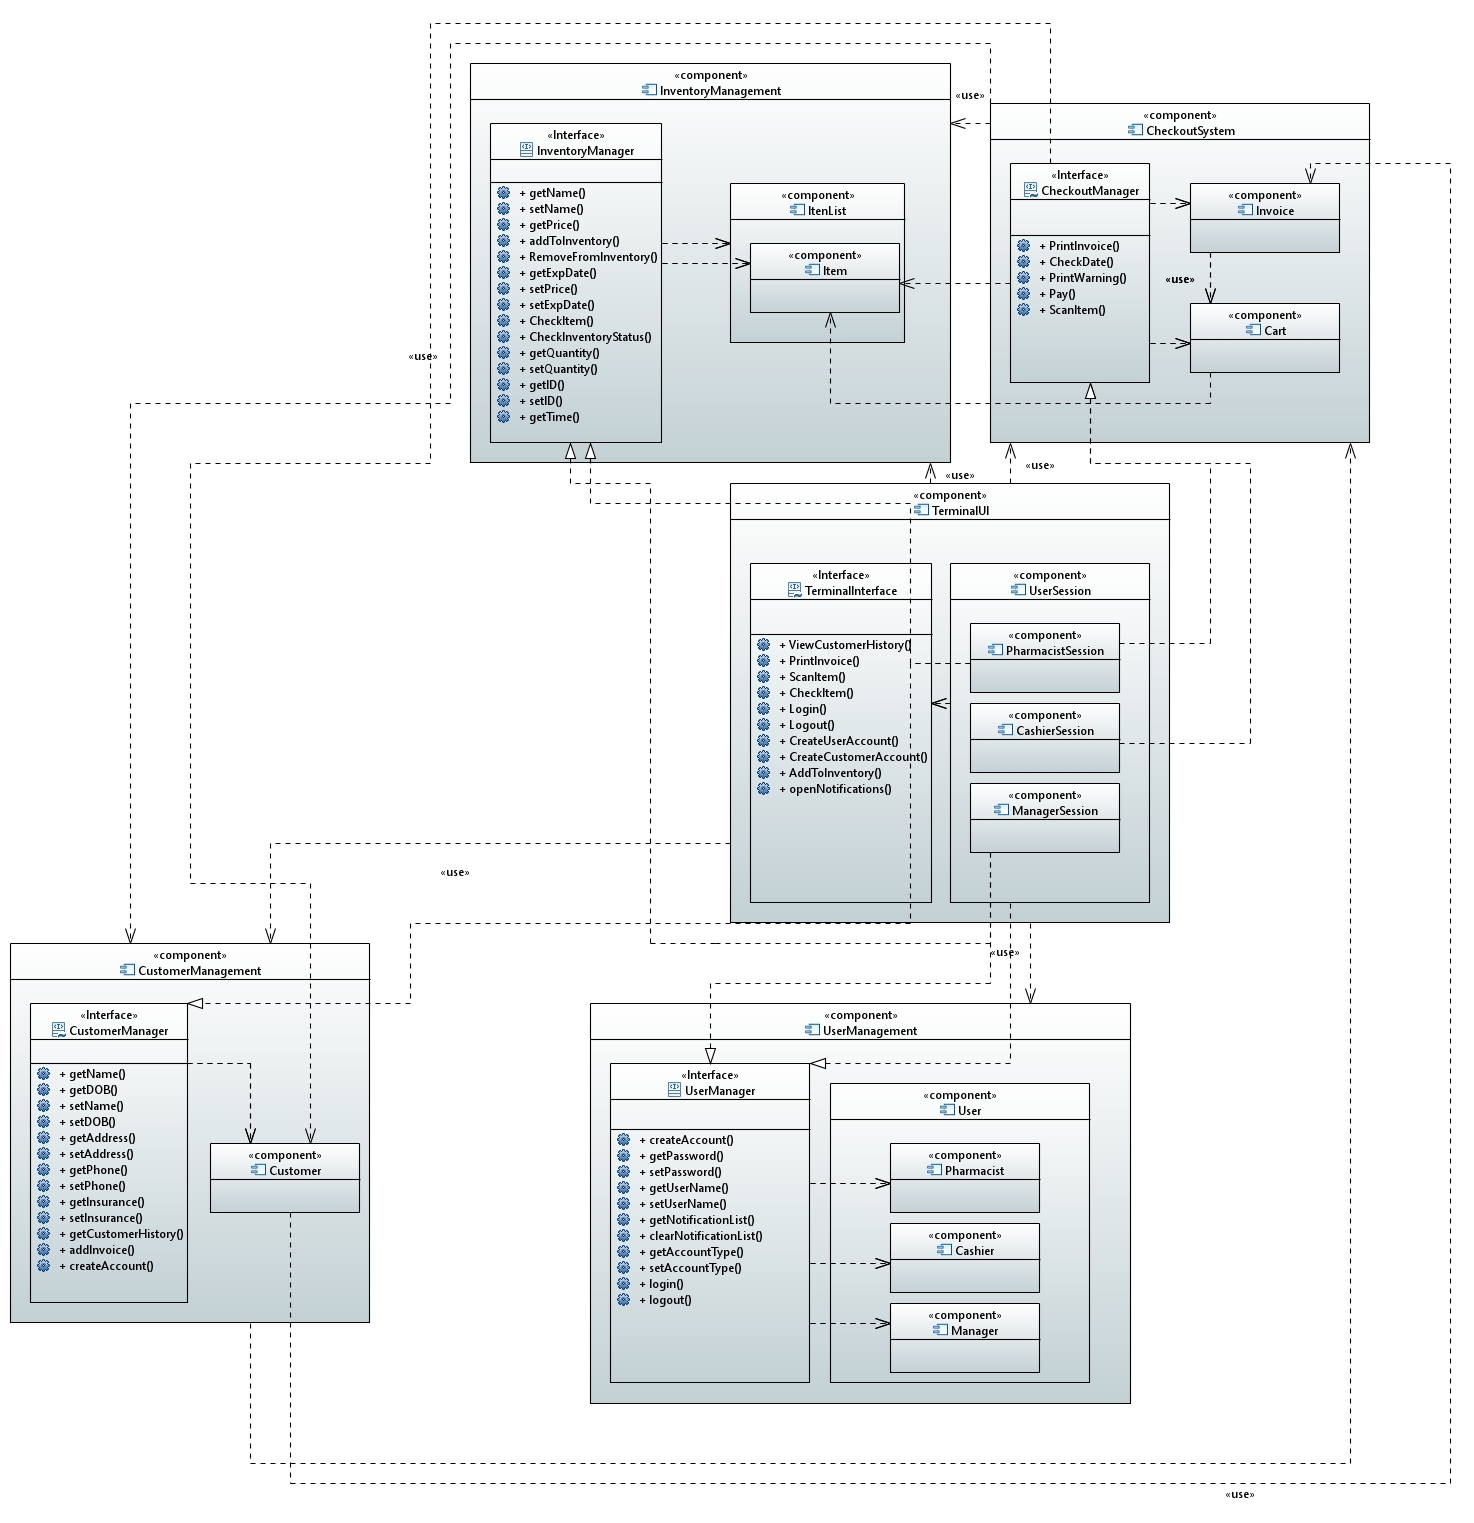 «component»
InventoryManagement
«Interface»
InventoryManager
+ getName()
+ setName()
+ getPrice()
+ addToInventory()
+ RemoveFromInventory()
+ getExpDate()
+ setPrice()
+ setExpDate()
+ CheckItem()
+ CheckInventoryStatus()
+ getQuantity()
+ setQuantity()
+ getID()
+ setID()
+ getTime()
«component»
ItenList
«component»
Item
«use»
«component»
CheckoutSystem
«Interface»
CheckoutManager
+ PrintInvoice()
+ CheckDate()
+ PrintWarning()
+ Pay()
+ ScanItem()
«component»
Invoice
«use»
«component»
Cart
«use»
«use»
«use»
«component»
TerminalUI
«Interface»
TerminalInterface
+ ViewCustomerHistory()
+ PrintInvoice()
+ ScanItem()
+ CheckItem()
+ Login()
+ Logout()
+ CreateUserAccount()
+ CreateCustomerAccount()
+ AddToInventory()
+ openNotifications()
«component»
UserSession
«component»
PharmacistSession
«component»
CashierSession
«component»
ManagerSession
«use»
«use»
«component»
CustomerManagement
«Interface»
CustomerManager
+ getName()
+ getDOB()
+ setName()
+ setDOB()
+ getAddress()
+ setAddress()
+ getPhone()
+ setPhone()
+ getInsurance()
+ setInsurance()
+ getCustomerHistory()
+ addInvoice()
+ createAccount()
«component»
Customer
«component»
UserManagement
«Interface»
UserManager
+ createAccount()
+ getPassword()
+ setPassword()
+ getUserName()
+ setUserName()
+ getNotificationList()
+ clearNotificationList()
+ getAccountType()
+ setAccountType()
+ login()
+ logout()
«component»
User
«component»
Pharmacist
«component»
Cashier
«component»
Manager
«use»